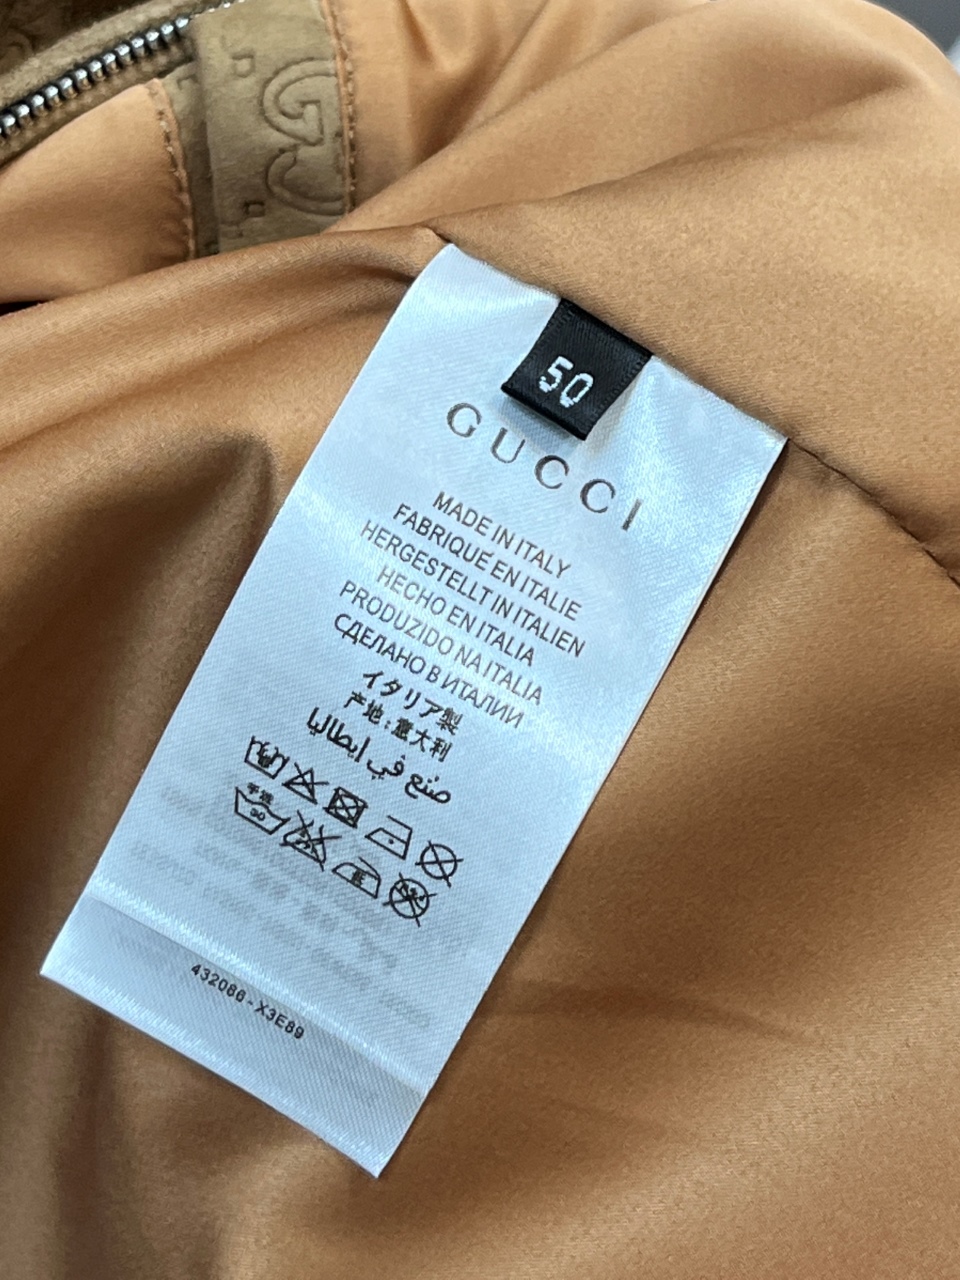 50
GUCCI
MADE IN ITALY
FABRIQUÉ EN ITALIE
HERGESTELLT IN ITALIEN
HECHO EN ITALIA
PRODUZIDO NA ITALIA
СДЕЛАНО В ИТАЛИИ
イタリア製
产地:意大利
صنع في إيطاليا
432086-X3E89